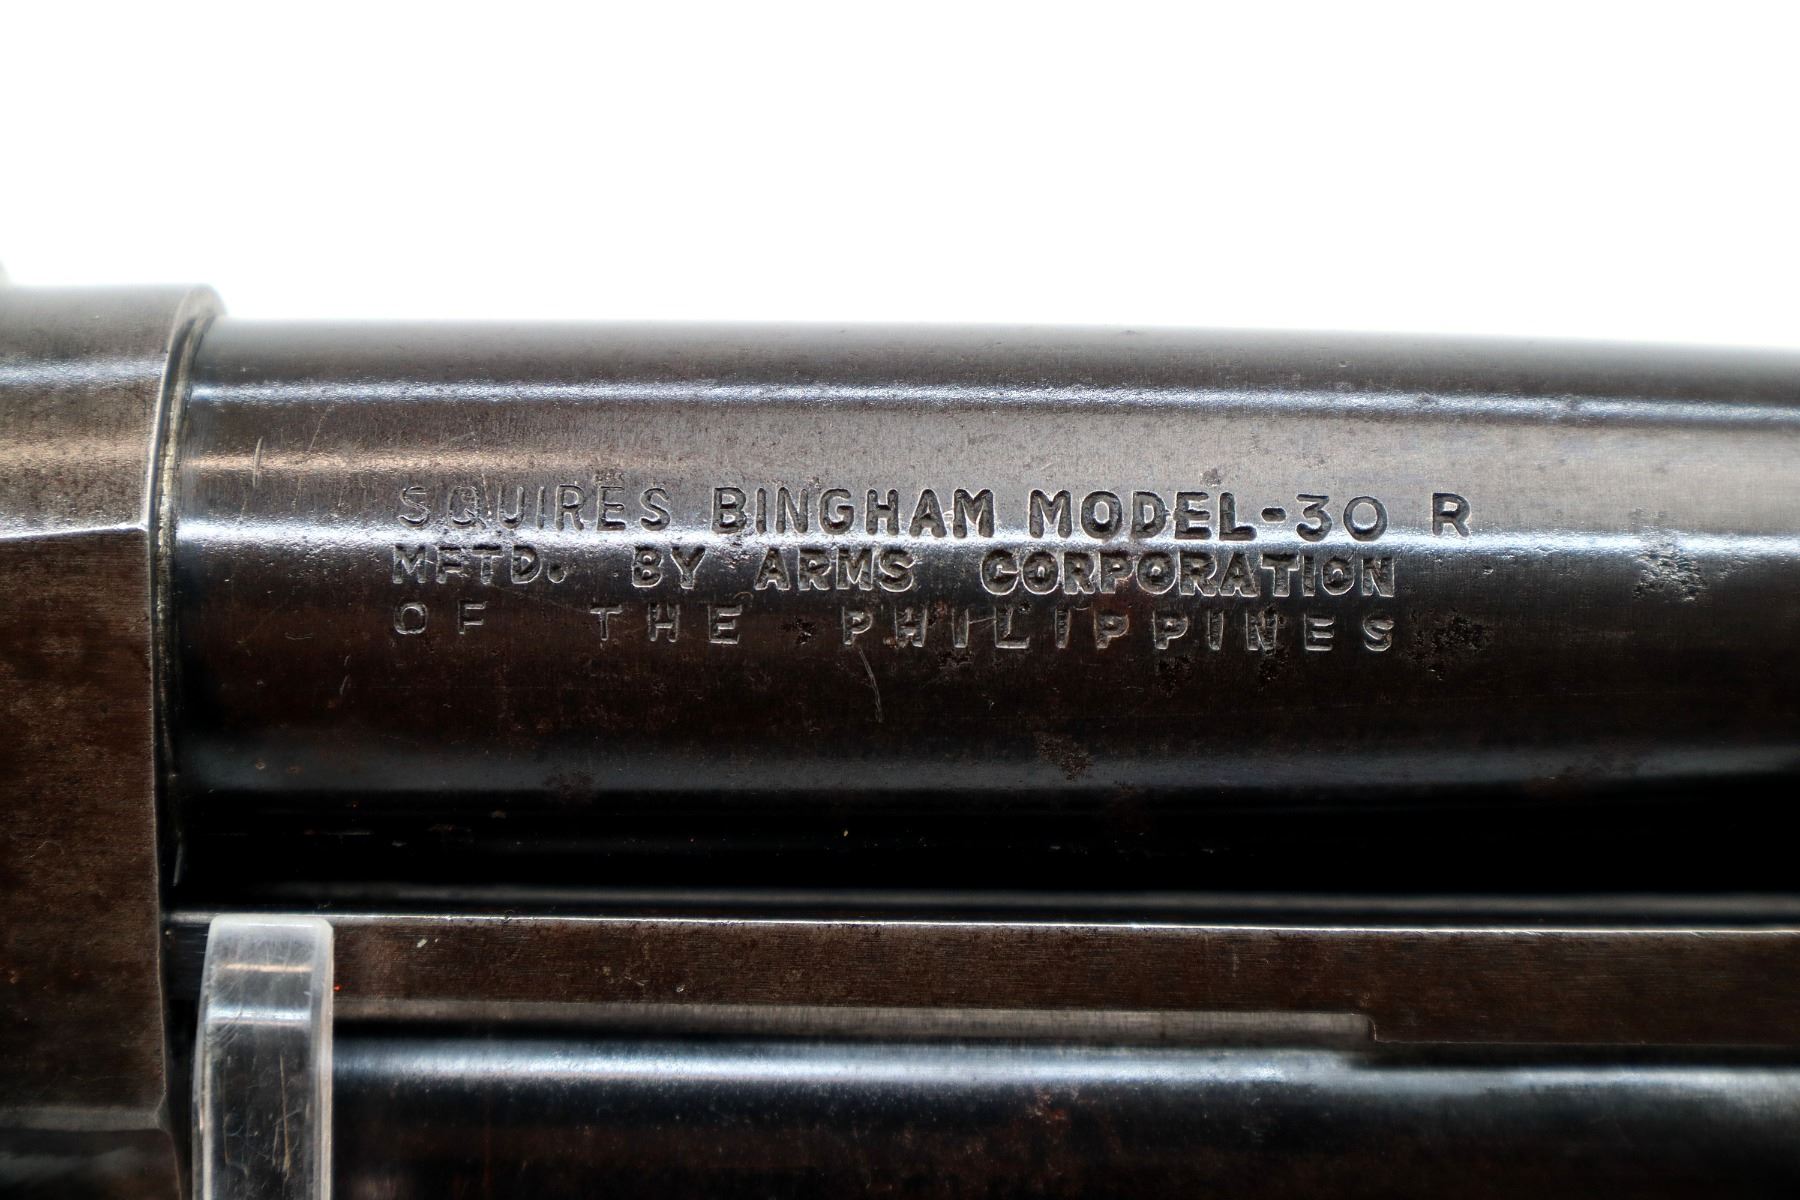 SQUIRES BINGHAM MODEL-30 R
MFTD. BY ARMS CORPORATION
OF THE PHILIPPINES